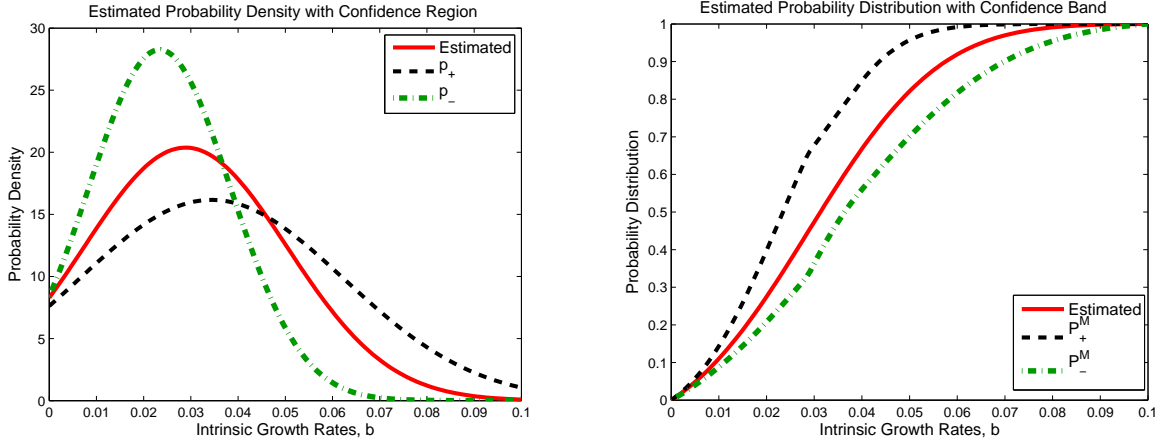 Estimated Probability Density with Confidence Region
30
25
20
15
10
5
0
Probability Density
Estimated
p+
p−
0 0.01 0.02 0.03 0.04 0.05 0.06 0.07 0.08 0.09 0.1
Intrinsic Growth Rates, b
Estimated Probability Distribution with Confidence Band
1
0.9
0.8
0.7
0.6
0.5
0.4
0.3
0.2
0.1
0
Probability Distribution
Estimated
P+^M
P−^M
0 0.01 0.02 0.03 0.04 0.05 0.06 0.07 0.08 0.09 0.1
Intrinsic Growth Rates, b